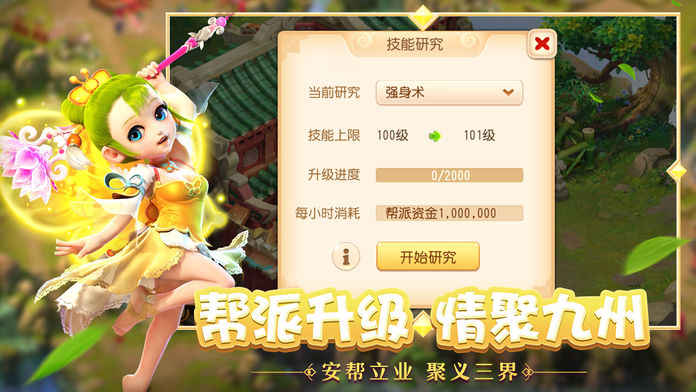 技能研究
当前研究 强身术
技能上限 100级 101级
升级进度 0/2000
每小时消耗 帮派资金1,000,000
i 开始研究
帮派升级 情聚九州
安帮立业 聚义三界